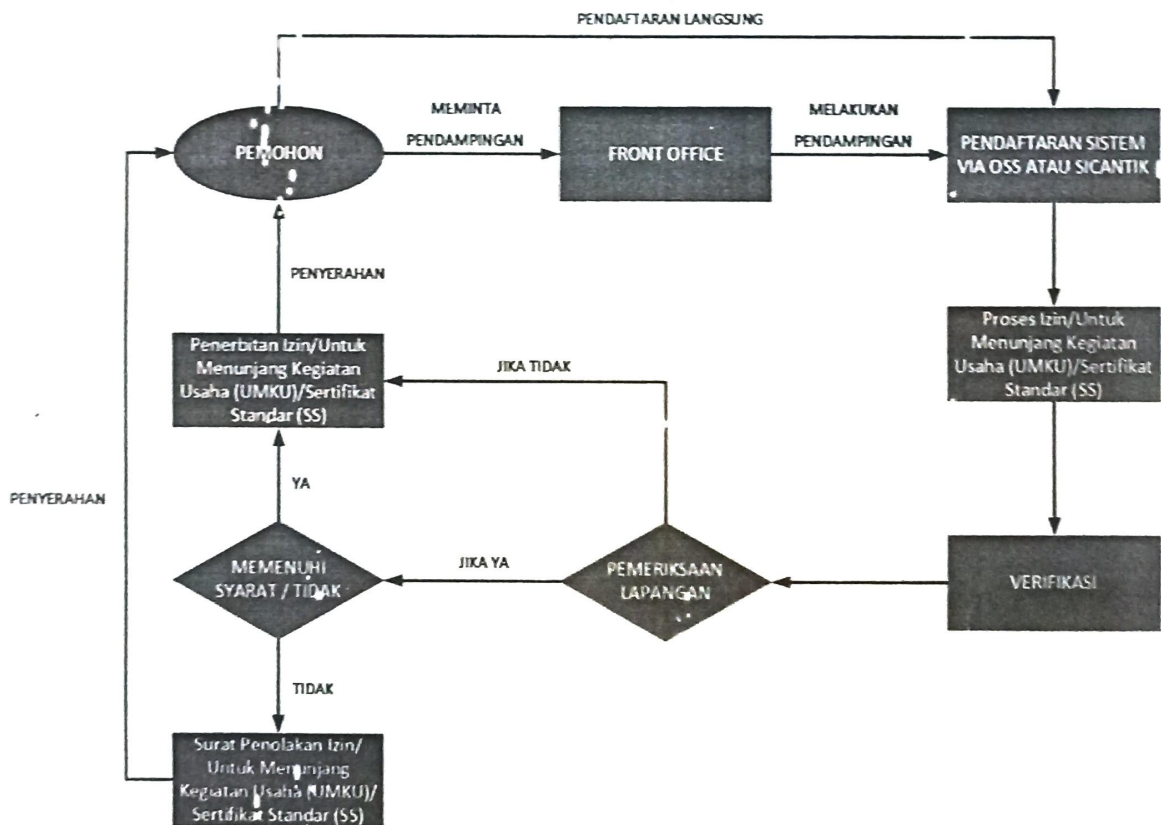 PENDAFTARAN LANGSUNG
PEMOHON
MEMINTA
PENDAMPINGAN
FRONT OFFICE
MELAKUKAN
PENDAMPINGAN
PENDAFTARAN SISTEM
VIA OSS ATAU SICANTIK
PENYERAHAN
Proses Izin/Untuk
Menunjang Kegiatan
Usaha (UMKU)/Sertifikat
Standar (SS)
Penerbitan Izin/Untuk
Menunjang Kegiatan
Usaha (UMKU)/Sertifikat
Standar (SS)
JIKA TIDAK
YA
PENYERAHAN
MEMENUHI
SYARAT / TIDAK
JIKA YA
PEMERIKSAAN
LAPANGAN
VERIFIKASI
TIDAK
Surat Penolakan Izin/
Untuk Menunjang
Kegiatan Usaha (UMKU)/
Sertifikat Standar (SS)